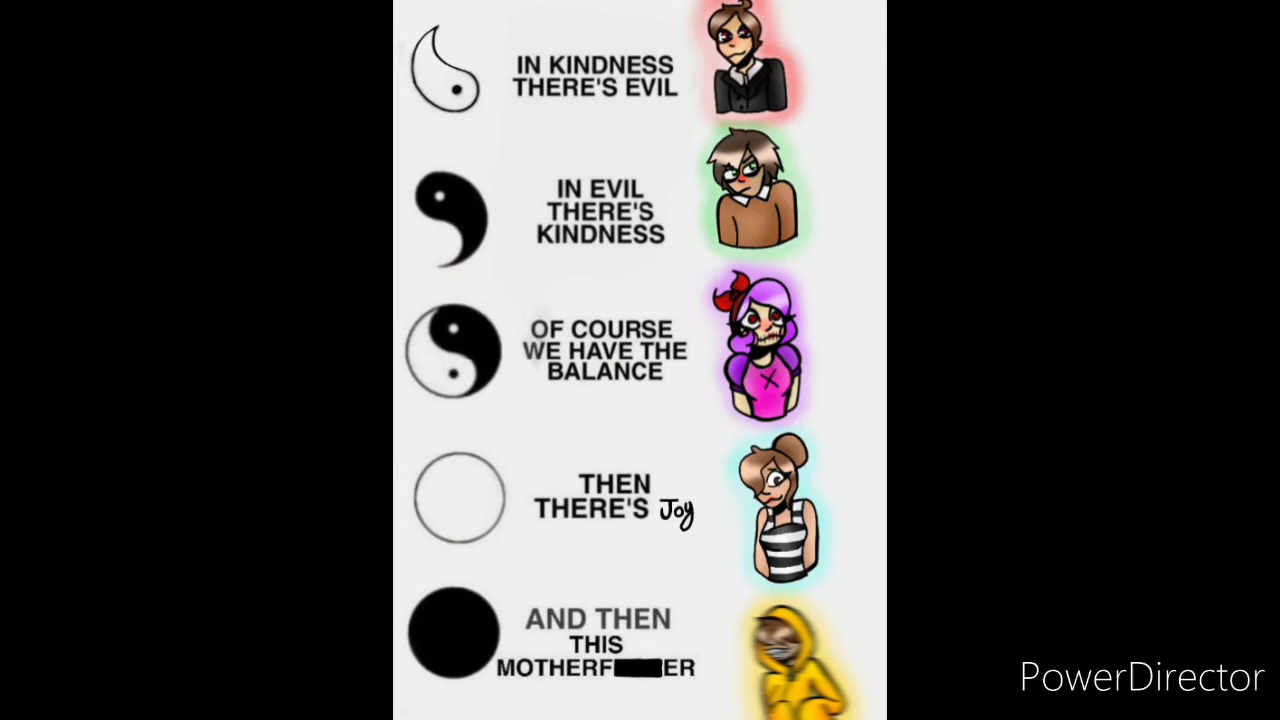 IN KINDNESS
THERE'S EVIL
IN EVIL
THERE'S
KINDNESS
OF COURSE
WE HAVE THE
BALANCE
THEN
THERE'S Joy
AND THEN
THIS
MOTHERF ER
PowerDirector